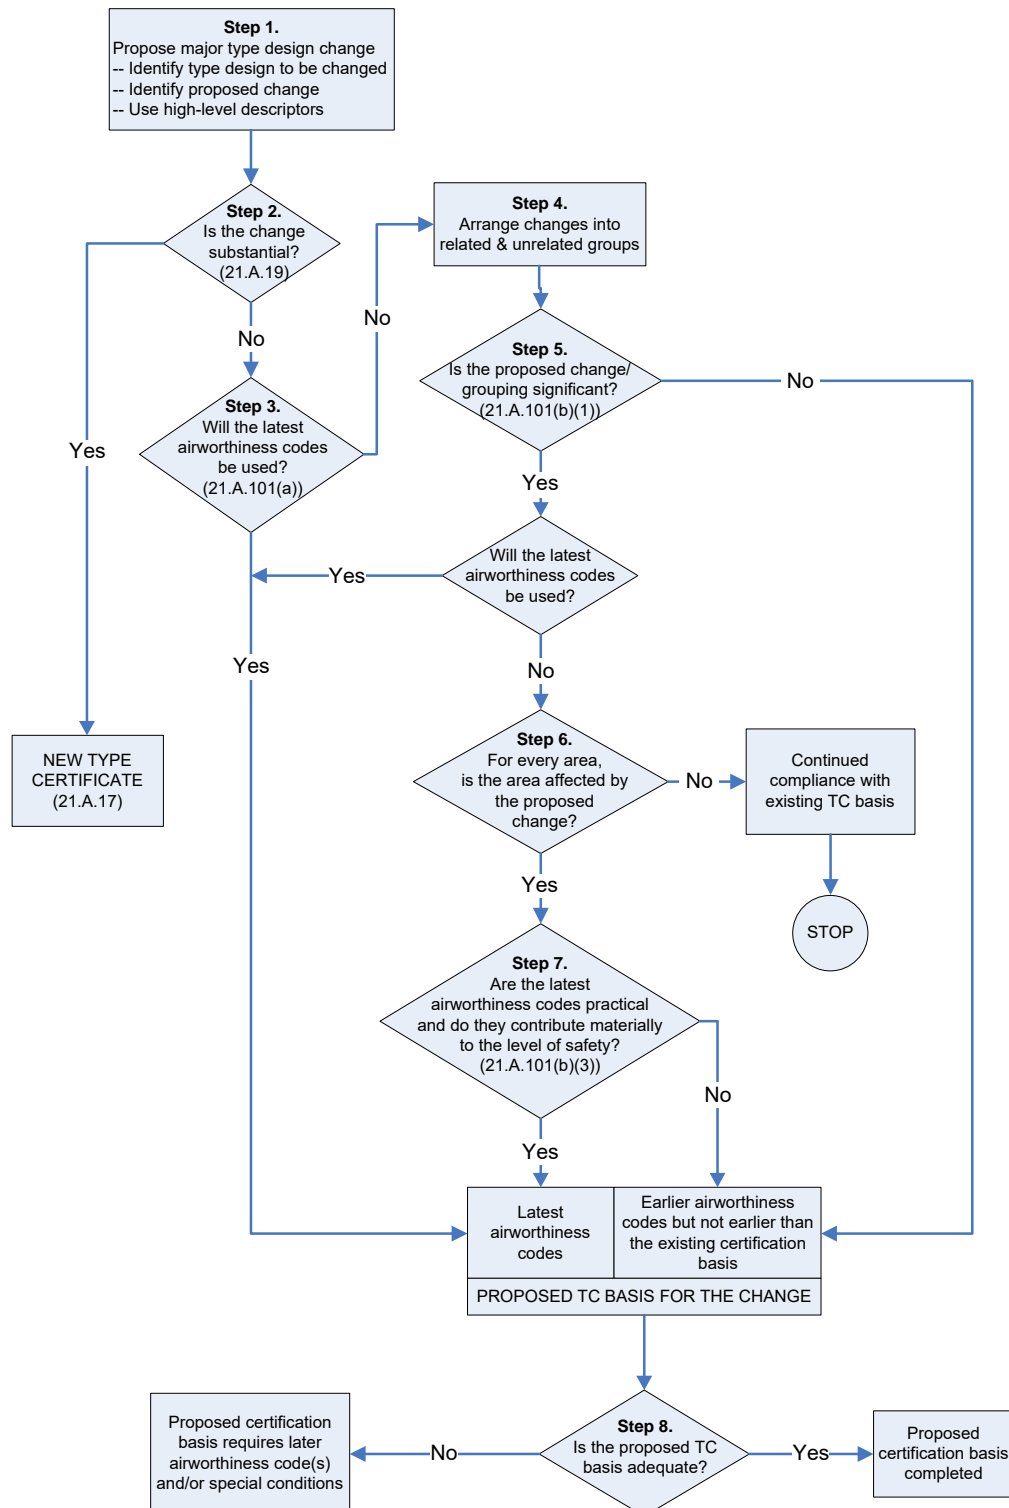 Step 1.
Propose major type design change
-- Identify type design to be changed
-- Identify proposed change
-- Use high-level descriptors
Step 2.
Is the change
substantial?
(21.A.19)
No
Yes
Step 3.
Will the latest
airworthiness codes
be used?
(21.A.101(a))
No
Yes
Step 4.
Arrange changes into
related & unrelated groups
Step 5.
Is the proposed change/
grouping significant?
(21.A.101(b)(1))
No
Yes
Will the latest
airworthiness codes
be used?
Yes
No
NEW TYPE
CERTIFICATE
(21.A.17)
Step 6.
For every area,
is the area affected by
the proposed
change?
No
Continued
compliance with
existing TC basis
STOP
Yes
Step 7.
Are the latest
airworthiness codes practical
and do they contribute materially
to the level of safety?
(21.A.101(b)(3))
No
Yes
Latest
airworthiness
codes
Earlier airworthiness
codes but not earlier than
the existing certification
basis
PROPOSED TC BASIS FOR THE CHANGE
Step 8.
Is the proposed TC
basis adequate?
No
Proposed certification
basis requires later
airworthiness code(s)
and/or special conditions
Yes
Proposed
certification basis
completed